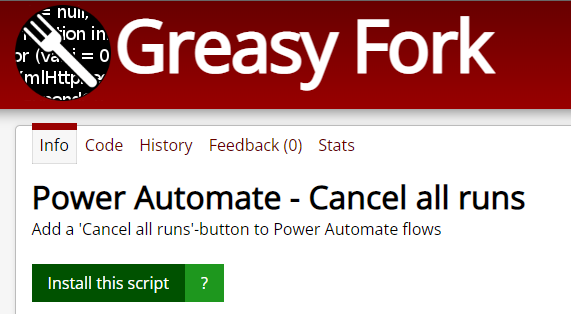 = null,
tion in
or (va i = 0
XmlHttp
Greasy Fork
Info Code History Feedback (0) Stats
Power Automate - Cancel all runs
Add a 'Cancel all runs'-button to Power Automate flows
Install this script ?